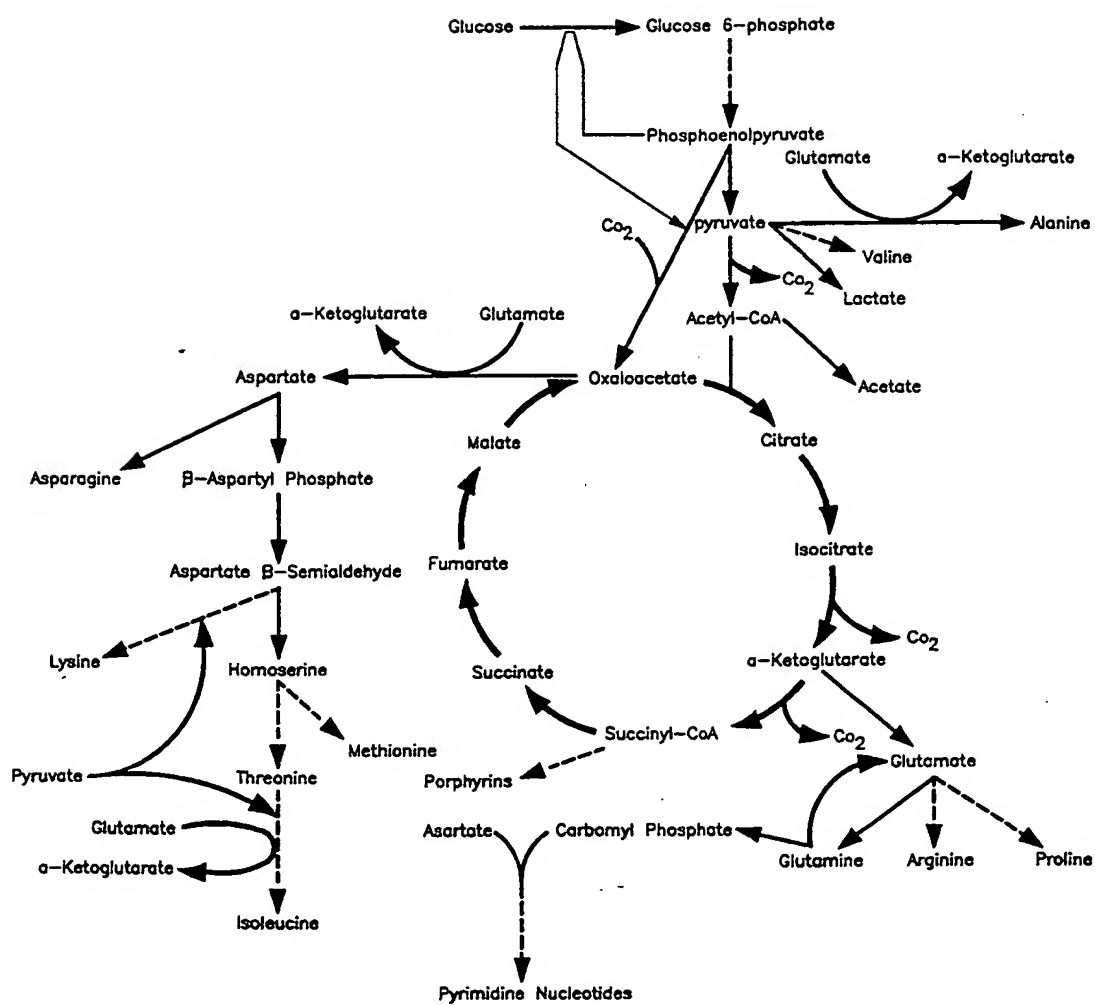 Glucose
Glucose 6-phosphate
Phosphoenolpyruvate
Glutamate
α-Ketoglutarate
Co2
pyruvate
Alanine
Valine
Co2
Lactate
α-Ketoglutarate
Glutamate
Acetyl-CoA
Aspartate
Oxaloacetate
Acetate
Malate
Citrate
Asparagine
β-Aspartyl Phosphate
Isocitrate
Aspartate β-Semialdehyde
Fumarate
Co2
Lysine
Homoserine
Succinate
α-Ketoglutarate
Methionine
Succinyl-CoA
Co2
Pyruvate
Threonine
Porphyrins
Glutamate
Glutamate
Asartate
Carbomyl Phosphate
α-Ketoglutarate
Glutamine
Arginine
Proline
Isoleucine
Pyrimidine Nucleotides